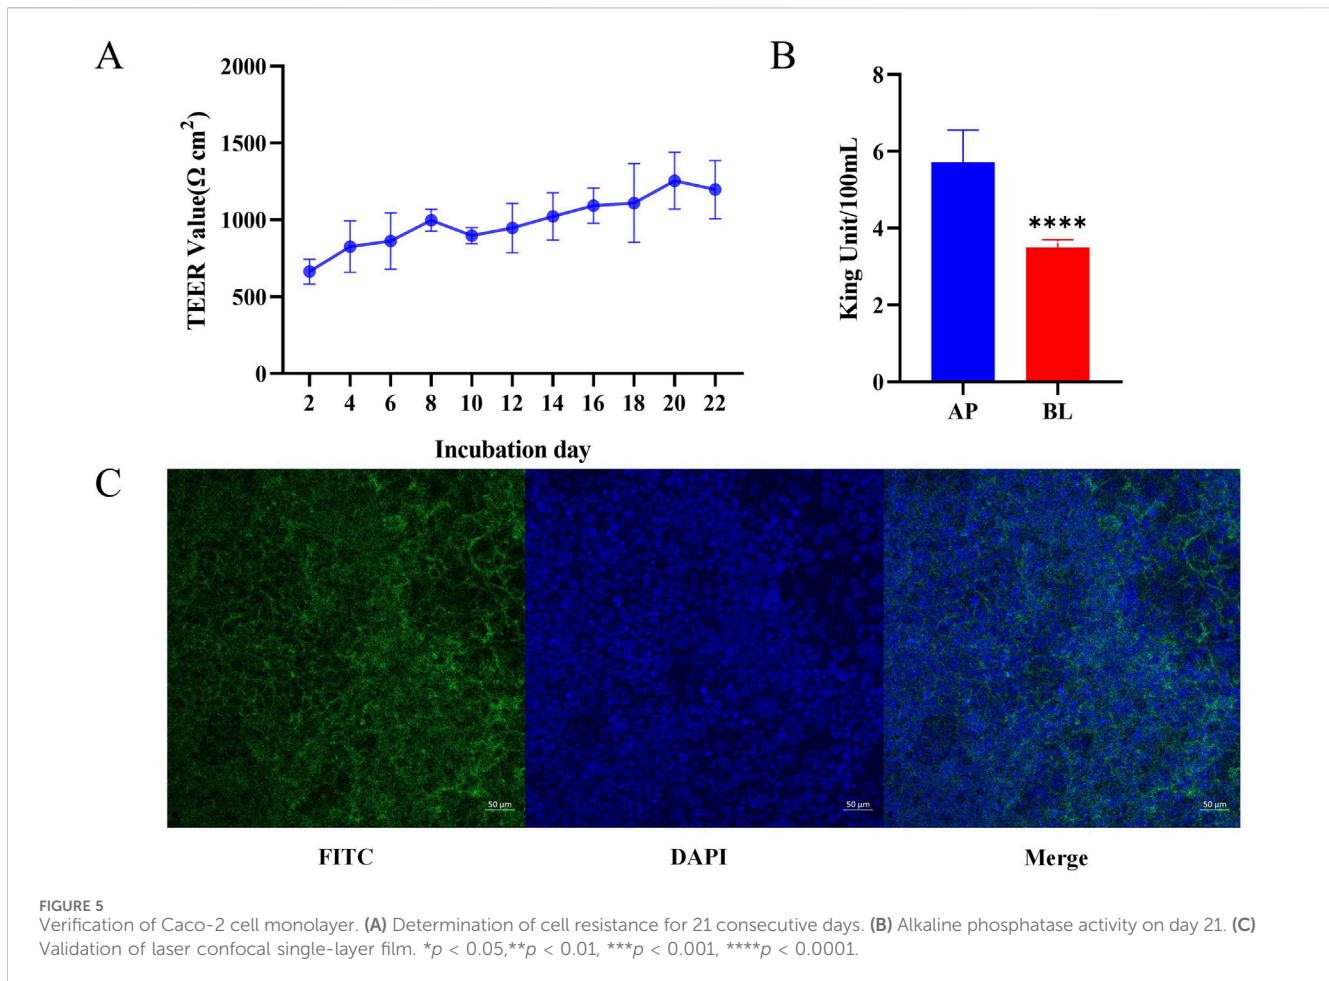 A
2000
1500
1000
500
0
TEER Value(Ω cm²)
2 4 6 8 10 12 14 16 18 20 22
Incubation day
B
8
6
4
2
0
King Unit/100mL
****
AP BL
C
50 µm 50 µm 50 µm
FITC DAPI Merge
FIGURE 5
Verification of Caco-2 cell monolayer. (A) Determination of cell resistance for 21 consecutive days. (B) Alkaline phosphatase activity on day 21. (C)
Validation of laser confocal single-layer film. *p < 0.05,**p < 0.01, ***p < 0.001, ****p < 0.0001.